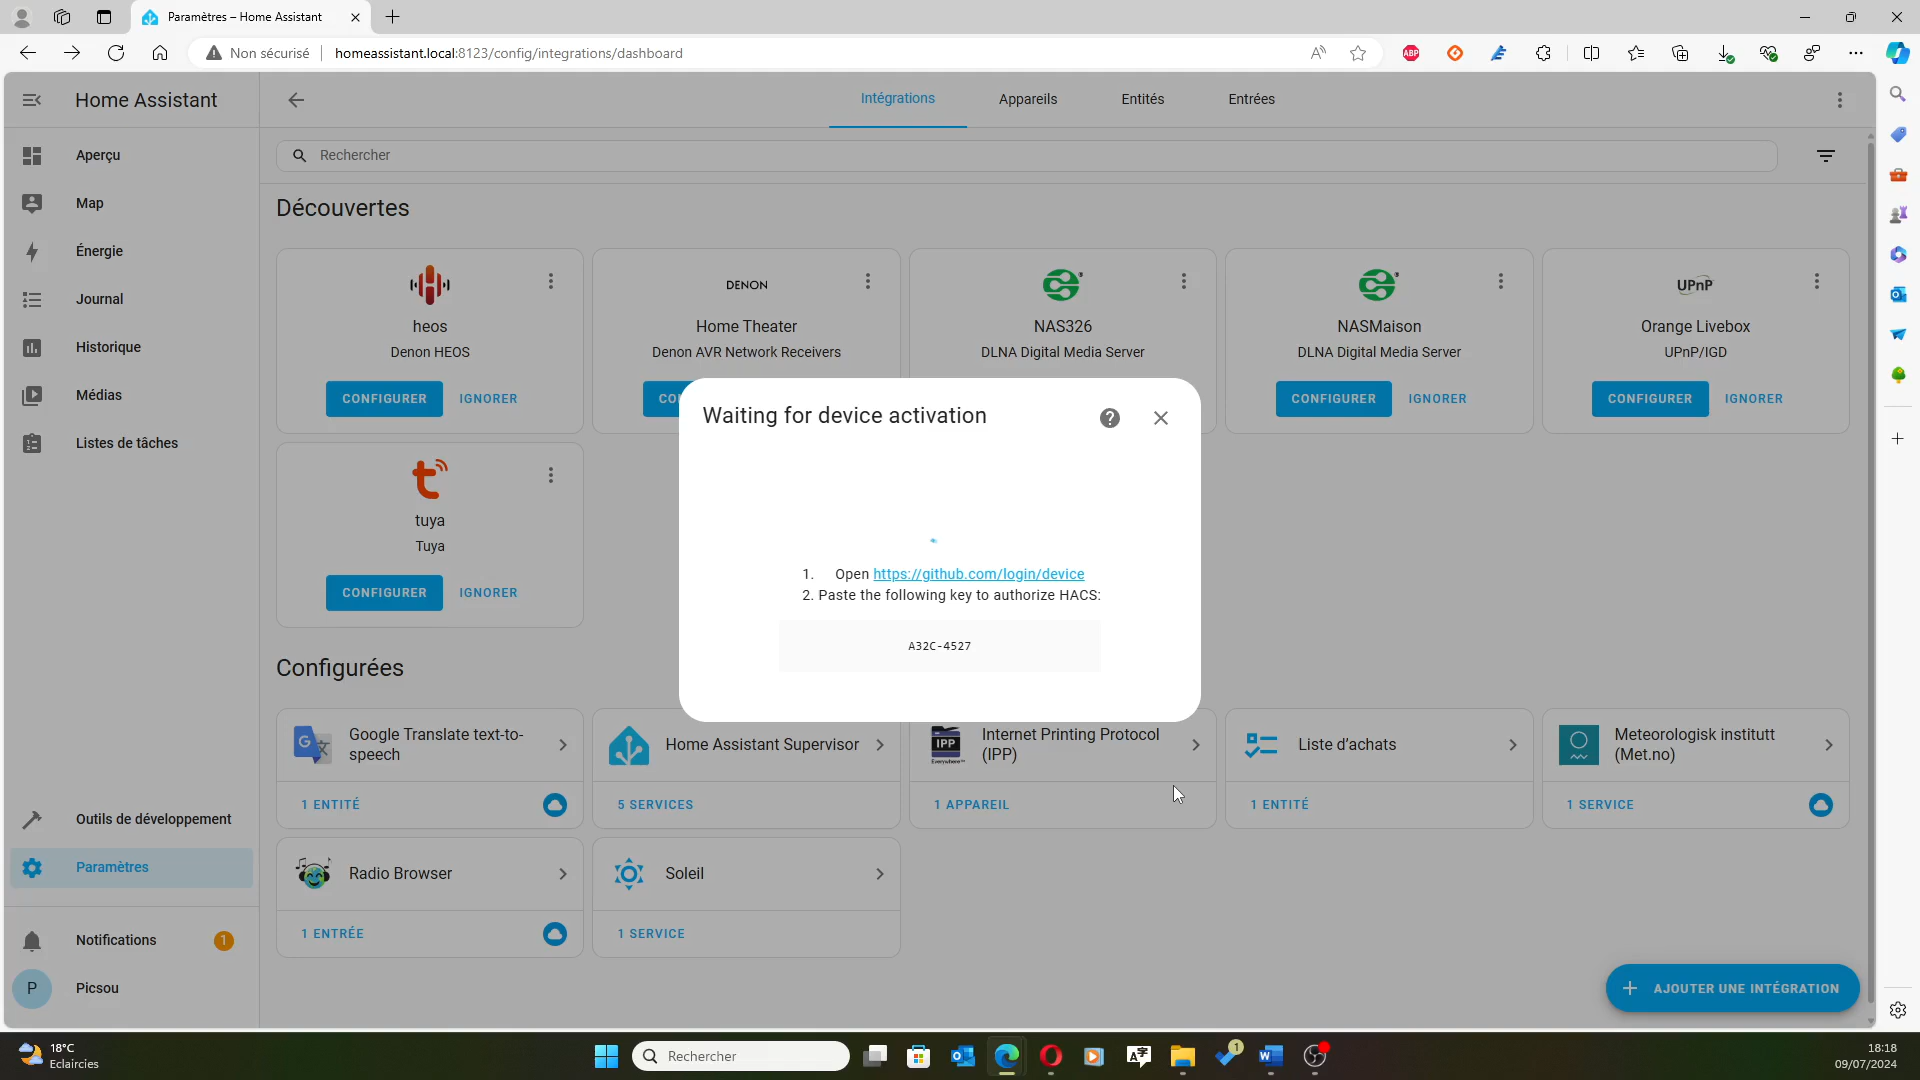 Paramètres – Home Assistant
Non sécurisé
homeassistant.local:8123/config/integrations/dashboard
ABP
Home Assistant
Intégrations
Appareils
Entités
Entrées
Aperçu
Map
Énergie
Journal
Historique
Médias
Listes de tâches
Outils de développement
Paramètres
Notifications
1
P
Picsou
Rechercher
Découvertes
heos
Denon HEOS
CONFIGURER
IGNORER
DENON
Home Theater
Denon AVR Network Receivers
NAS326
DLNA Digital Media Server
NASMaison
DLNA Digital Media Server
CONFIGURER
IGNORER
UPnP
Orange Livebox
UPnP/IGD
CONFIGURER
IGNORER
tuya
Tuya
CONFIGURER
IGNORER
Waiting for device activation
1. Open https://github.com/login/device
2. Paste the following key to authorize HACS:
A32C-4527
Configurées
Google Translate text-to-
speech
1 ENTITÉ
Home Assistant Supervisor
5 SERVICES
IPP
Everywhere
Internet Printing Protocol
(IPP)
1 APPAREIL
Liste d’achats
1 ENTITÉ
Meteorologisk institutt
(Met.no)
1 SERVICE
Radio Browser
1 ENTRÉE
Soleil
1 SERVICE
AJOUTER UNE INTÉGRATION
18°C
Eclaircies
Rechercher
1
18:18
09/07/2024